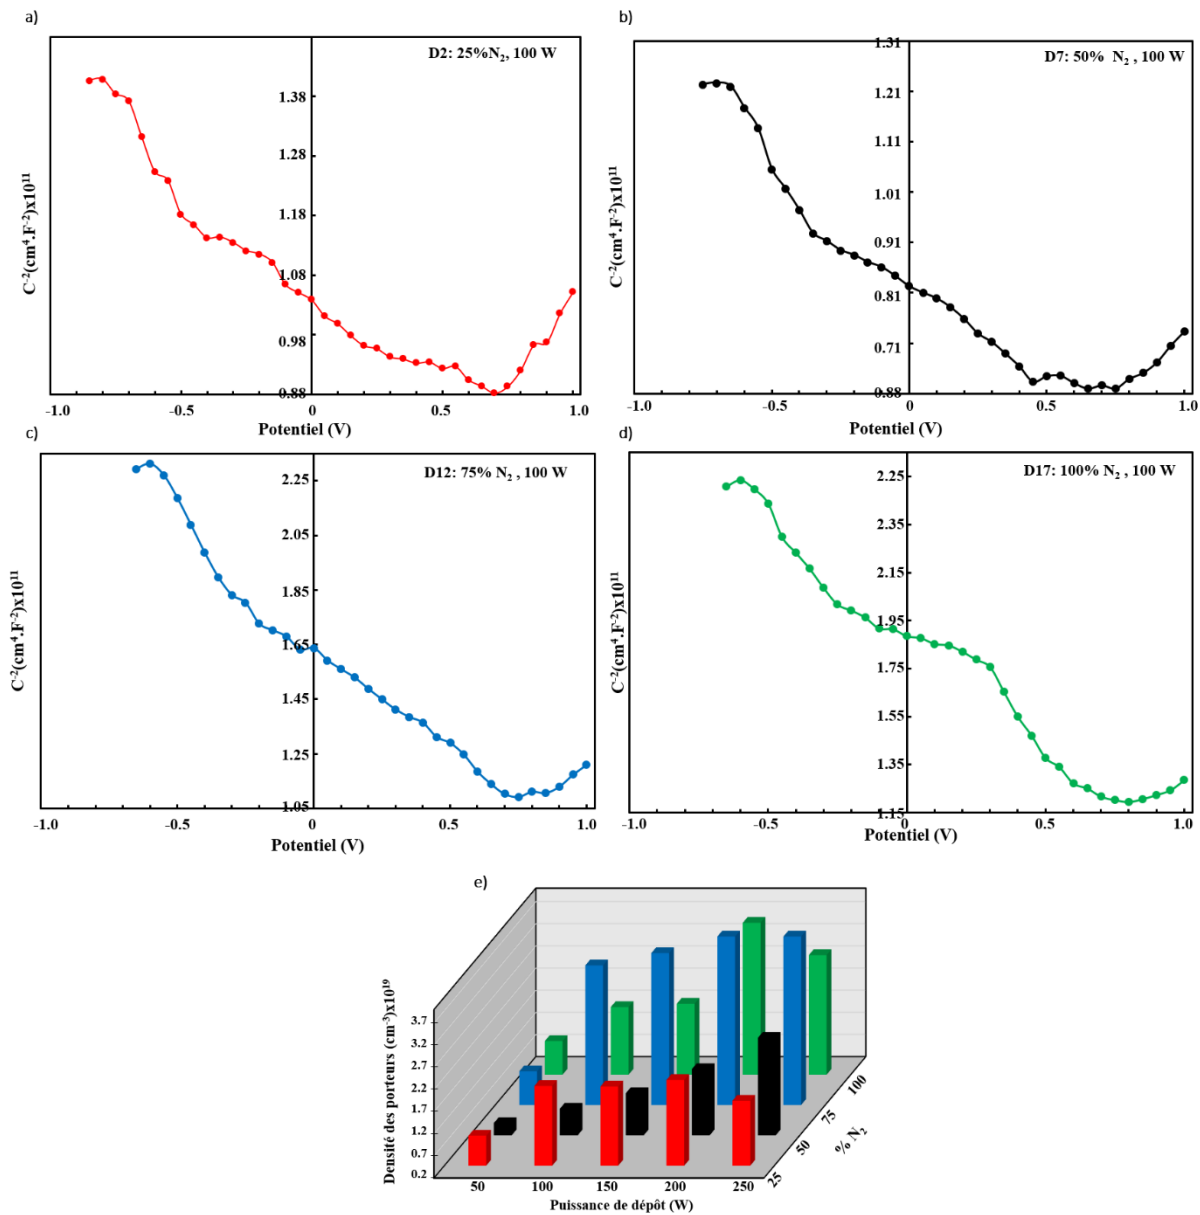 a)
D2: 25%N₂, 100 W
1.38
1.28
1.18
1.08
0.98
0.88
C⁻²(cm⁴.F⁻²)x10¹¹
-1.0 -0.5 0 0.5 1.0
Potentiel (V)
b)
D7: 50% N₂ , 100 W
1.31
1.21
1.11
1.01
0.91
0.81
0.71
0.88
C⁻²(cm⁴.F⁻²)x10¹¹
-1.0 -0.5 0 0.5 1.0
Potentiel (V)
c)
D12: 75% N₂ , 100 W
2.25
2.05
1.85
1.65
1.45
1.25
1.05
C⁻²(cm⁴.F⁻²)x10¹¹
-1.0 -0.5 0 0.5 1.0
Potentiel (V)
d)
D17: 100% N₂ , 100 W
2.25
2.35
2.15
1.95
1.75
1.55
1.35
1.15
C⁻²(cm⁴.F⁻²)x10¹¹
-1.0 -0.5 0 0.5 1.0
Potentiel (V)
e)
Densité des porteurs (cm⁻³)x10¹⁹
3.7
3.2
2.7
2.2
1.7
1.2
0.7
0.2
50 100 150 200 250
Puissance de dépôt (W)
25 50 75 100
% N₂